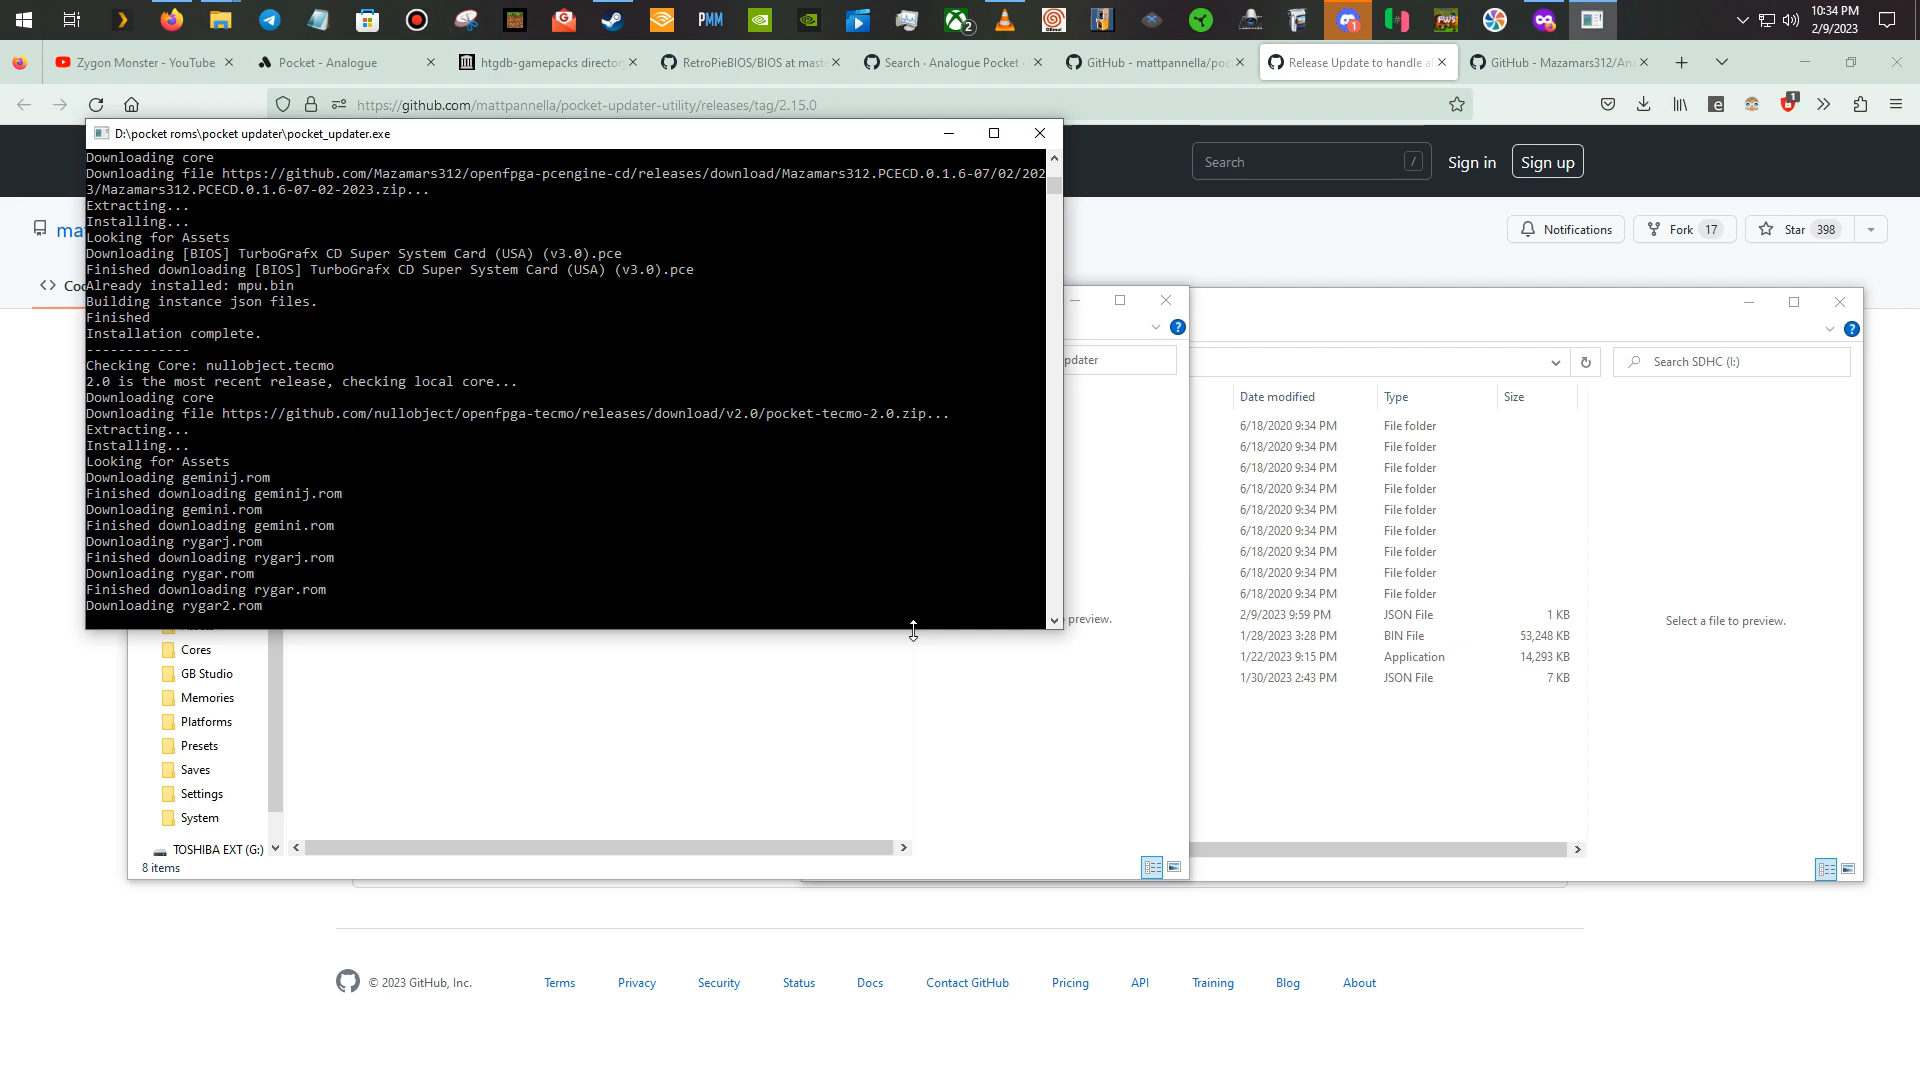 PMM
2
1
FWS
10:34 PM
2/9/2023
Zygon Monster - YouTube
Pocket - Analogue
htgdb-gamepacks director
RetroPieBIOS/BIOS at mast
Search · Analogue Pocket ·
GitHub - mattpannella/poc
Release Update to handle a
GitHub - Mazamars312/An
https://github.com/mattpannella/pocket-updater-utility/releases/tag/2.15.0
1
D:\pocket roms\pocket updater\pocket_updater.exe
Search
/
Sign in
Sign up
ma
Notifications
Fork 17
Star 398
Co
Downloading core
Downloading file https://github.com/Mazamars312/openfpga-pcengine-cd/releases/download/Mazamars312.PCECD.0.1.6-07/02/202
3/Mazamars312.PCECD.0.1.6-07-02-2023.zip...
Extracting...
Installing...
Looking for Assets
Downloading [BIOS] TurboGrafx CD Super System Card (USA) (v3.0).pce
Finished downloading [BIOS] TurboGrafx CD Super System Card (USA) (v3.0).pce
Already installed: mpu.bin
Building instance json files.
Finished
Installation complete.
-------------
Checking Core: nullobject.tecmo
2.0 is the most recent release, checking local core...
Downloading core
Downloading file https://github.com/nullobject/openfpga-tecmo/releases/download/v2.0/pocket-tecmo-2.0.zip...
Extracting...
Installing...
Looking for Assets
Downloading geminij.rom
Finished downloading geminij.rom
Downloading gemini.rom
Finished downloading gemini.rom
Downloading rygarj.rom
Finished downloading rygarj.rom
Downloading rygar.rom
Finished downloading rygar.rom
Downloading rygar2.rom
pdater
preview.
Cores
GB Studio
Memories
Platforms
Presets
Saves
Settings
System
TOSHIBA EXT (G:)
8 items
Search SDHC (I:)
Date modified Type Size
6/18/2020 9:34 PM File folder
6/18/2020 9:34 PM File folder
6/18/2020 9:34 PM File folder
6/18/2020 9:34 PM File folder
6/18/2020 9:34 PM File folder
6/18/2020 9:34 PM File folder
6/18/2020 9:34 PM File folder
6/18/2020 9:34 PM File folder
6/18/2020 9:34 PM File folder
2/9/2023 9:59 PM JSON File 1 KB
1/28/2023 3:28 PM BIN File 53,248 KB
1/22/2023 9:15 PM Application 14,293 KB
1/30/2023 2:43 PM JSON File 7 KB
Select a file to preview.
© 2023 GitHub, Inc.
Terms
Privacy
Security
Status
Docs
Contact GitHub
Pricing
API
Training
Blog
About